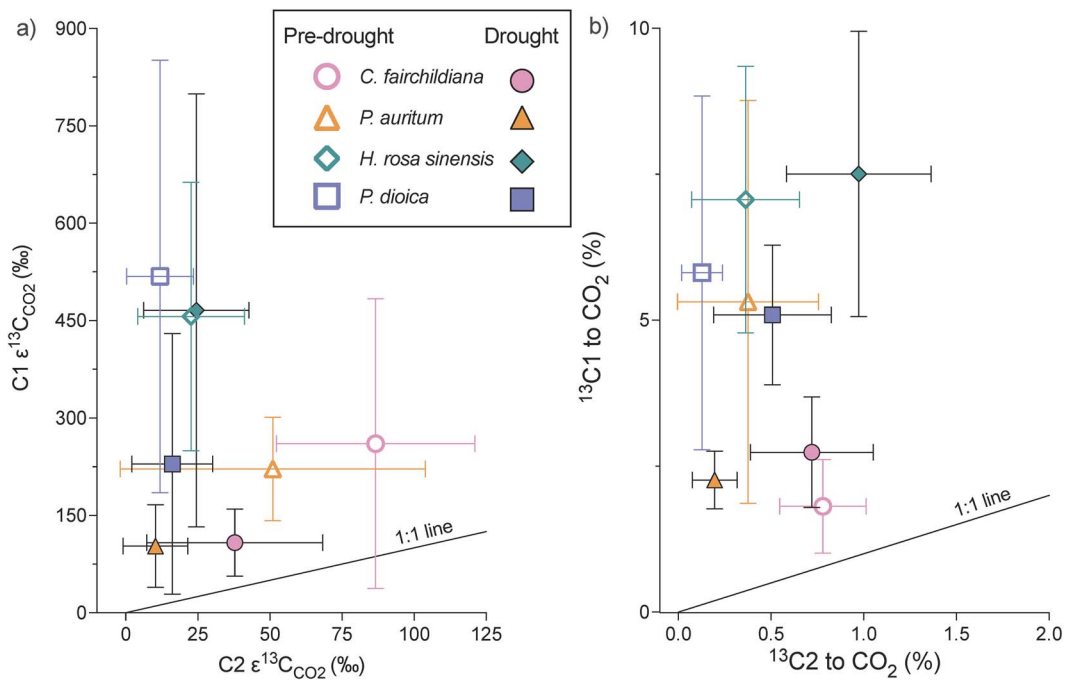 a)
900
750
600
450
300
150
0
C1 ε¹³C_CO2 (‰)
0
25
50
75
100
125
C2 ε¹³C_CO2 (‰)
1:1 line
Pre-drought Drought
C. fairchildiana
P. auritum
H. rosa sinensis
P. dioica
b)
10
5
0
¹³C1 to CO₂ (%)
0.0
0.5
1.0
1.5
2.0
¹³C2 to CO₂ (%)
1:1 line